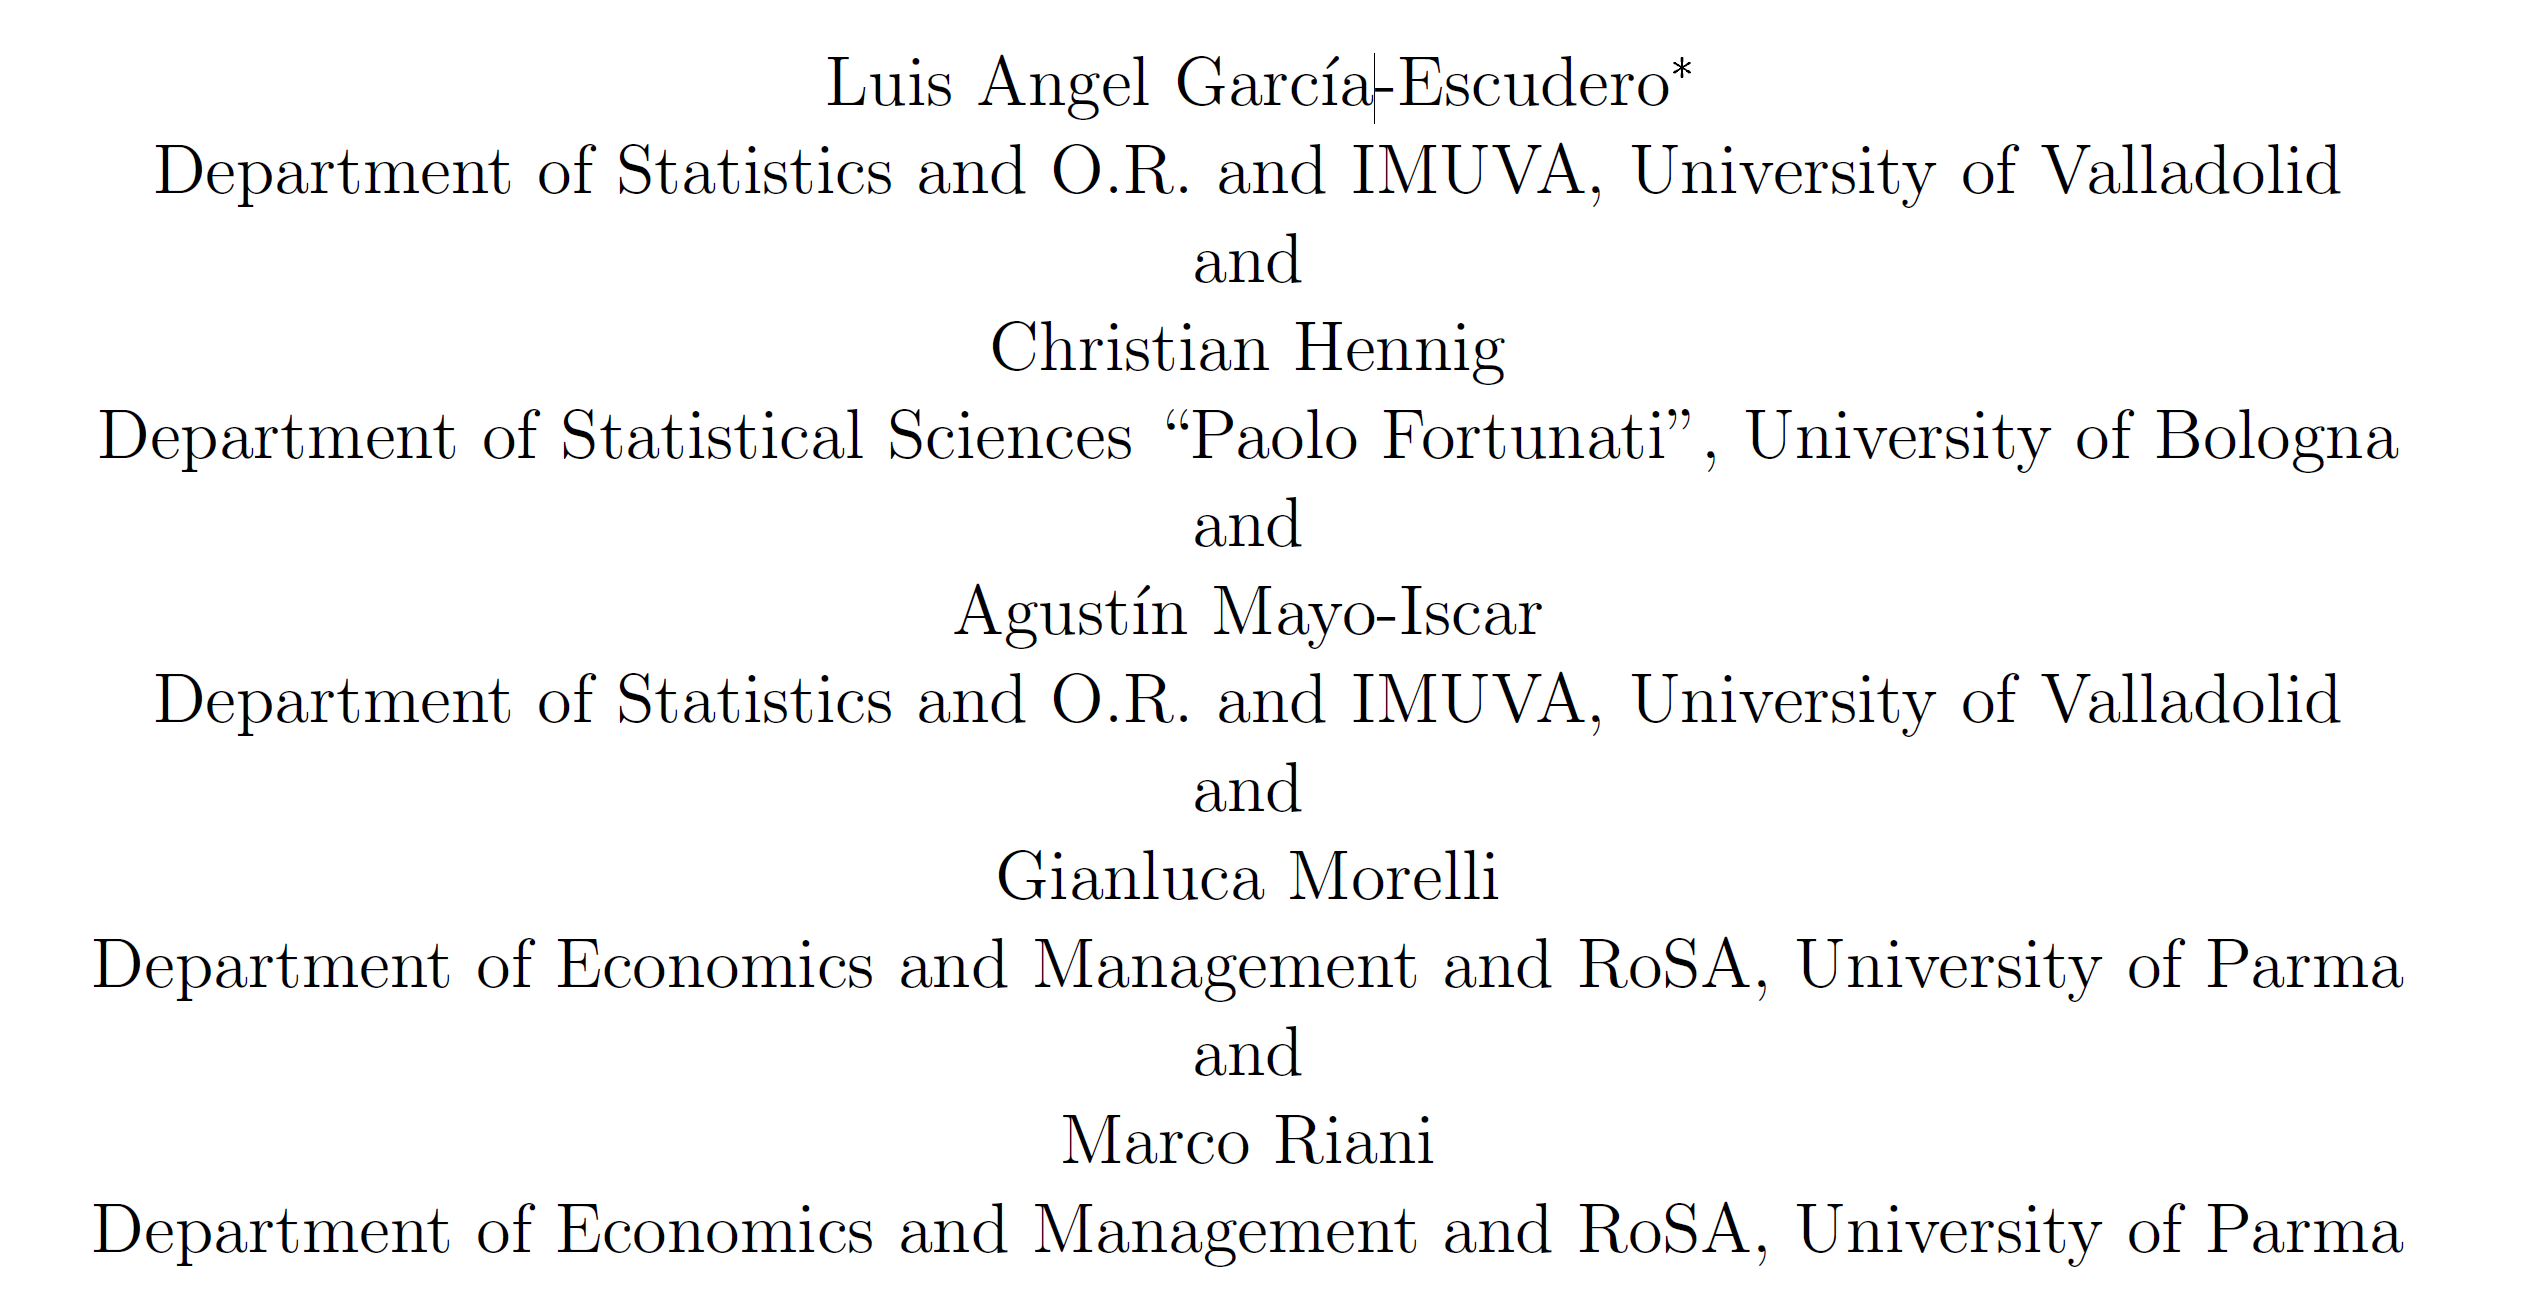 Luis Angel García-Escudero*
Department of Statistics and O.R. and IMUVA, University of Valladolid
and
Christian Hennig
Department of Statistical Sciences “Paolo Fortunati”, University of Bologna
and
Agustín Mayo-Iscar
Department of Statistics and O.R. and IMUVA, University of Valladolid
and
Gianluca Morelli
Department of Economics and Management and RoSA, University of Parma
and
Marco Riani
Department of Economics and Management and RoSA, University of Parma